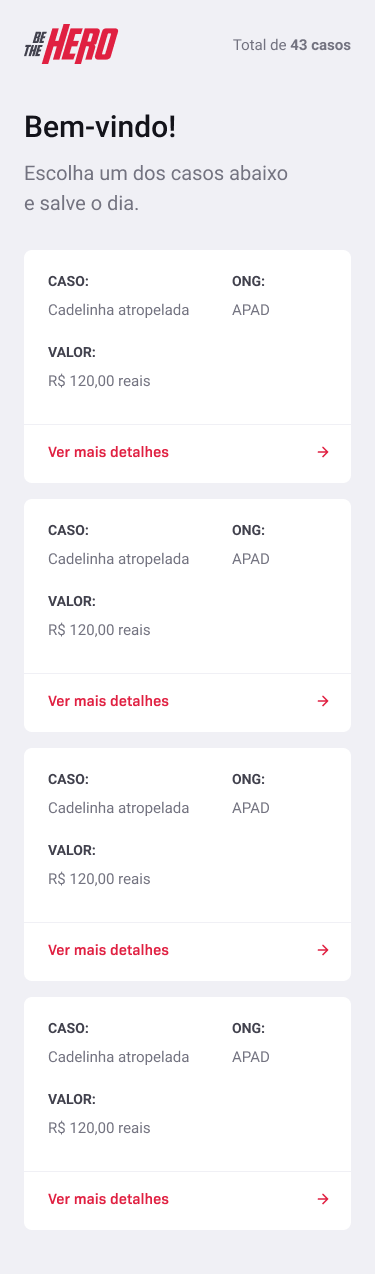 BE
THE HERO
Total de 43 casos
Bem-vindo!
Escolha um dos casos abaixo
e salve o dia.
CASO: ONG:
Cadelinha atropelada APAD
VALOR:
R$ 120,00 reais
Ver mais detalhes
CASO: ONG:
Cadelinha atropelada APAD
VALOR:
R$ 120,00 reais
Ver mais detalhes
CASO: ONG:
Cadelinha atropelada APAD
VALOR:
R$ 120,00 reais
Ver mais detalhes
CASO: ONG:
Cadelinha atropelada APAD
VALOR:
R$ 120,00 reais
Ver mais detalhes